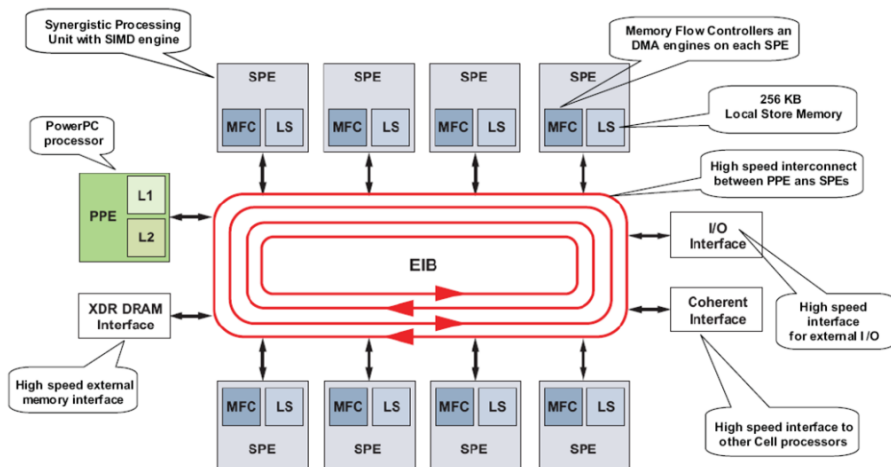 Synergistic Processing
Unit with SIMD engine
Memory Flow Controllers an
DMA engines on each SPE
SPE
SPE
SPE
SPE
MFC
LS
MFC
LS
MFC
LS
MFC
LS
256 KB
Local Store Memory
PowerPC
processor
High speed interconnect
between PPE ans SPEs
PPE
L1
L2
I/O
Interface
EIB
XDR DRAM
Interface
Coherent
Interface
High speed
interface
for external I/O
High speed external
memory interface
MFC
LS
MFC
LS
MFC
LS
MFC
LS
SPE
SPE
SPE
SPE
High speed interface to
other Cell processors